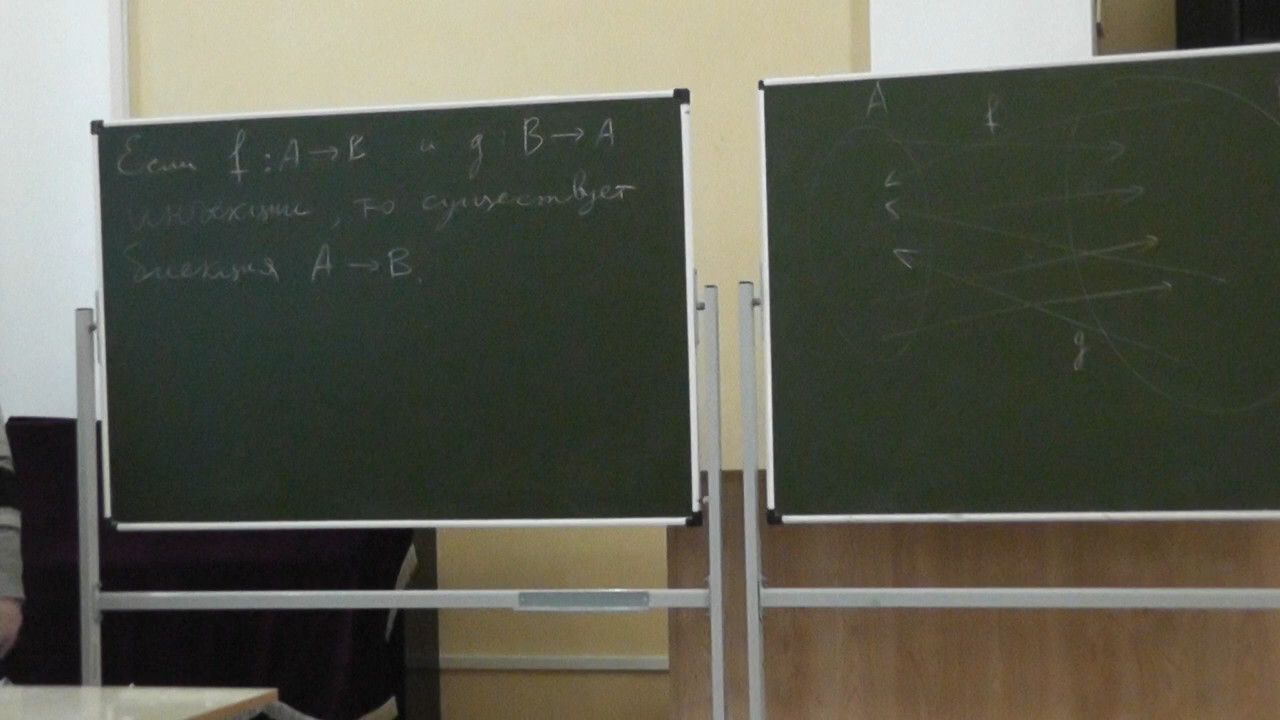 Если f : A → B и g : B → A
инъекции, то существует
биекция A → B.
A f
g